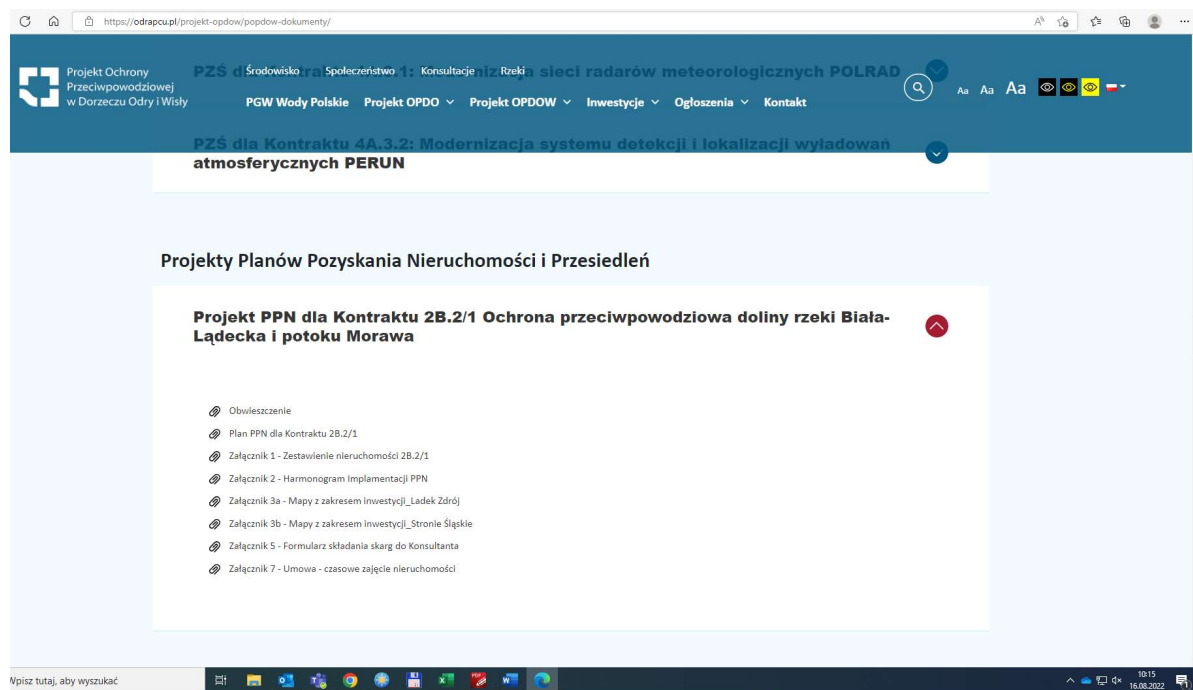 https://odrapcu.pl/projekt-opdow/popdow-dokumenty/
Projekt Ochrony
Przeciwpowodziowej
w Dorzeczu Odry i Wisły
Środowisko Społeczeństwo Konsultacje Rzeki
PGW Wody Polskie Projekt OPDO Projekt OPDOW Inwestycje Ogłoszenia Kontakt
Aa Aa Aa
sieci radarów meteorologicznych POLRAD
PZŚ dla Kontraktu 4A.3.2: Modernizacja systemu detekcji i lokalizacji wyładowań
atmosferycznych PERUN
Projekty Planów Pozyskania Nieruchomości i Przesiedleń
Projekt PPN dla Kontraktu 2B.2/1 Ochrona przeciwpowodziowa doliny rzeki Biała-
Lądecka i potoku Morawa
Obwieszczenie
Plan PPN dla Kontraktu 2B.2/1
Załącznik 1 - Zestawienie nieruchomości 2B.2/1
Załącznik 2 - Harmonogram Implamentacji PPN
Załącznik 3a - Mapy z zakresem inwestycji_Ladek Zdrój
Załącznik 3b - Mapy z zakresem inwestycji_Stronie Śląskie
Załącznik 5 - Formularz składania skarg do Konsultanta
Załącznik 7 - Umowa - czasowe zajęcie nieruchomości
Wpisz tutaj, aby wyszukać
10:15
16.08.2022